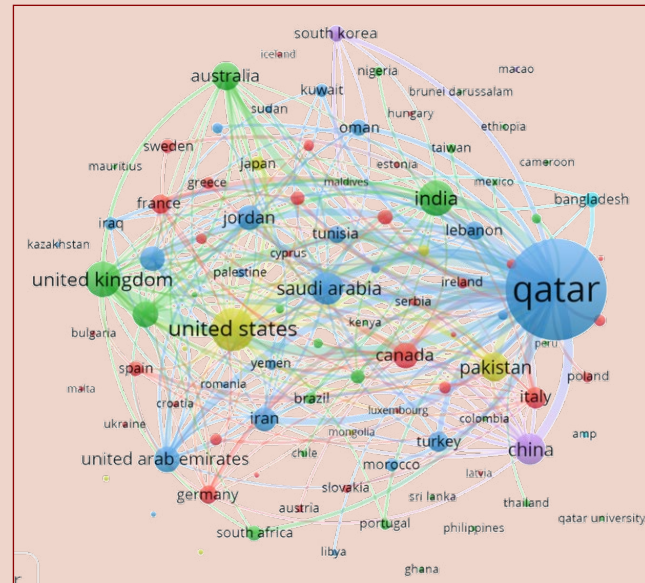 south korea
iceland
macao
australia
nigeria
kuwait
brunei darussalam
sudan
hungary
oman
ethiopia
sweden
taiwan
japan
mauritius
estonia
cameroon
greece
maldives
mexico
france
india
bangladesh
iraq
jordan
tunisia
lebanon
kazakhstan
cyprus
palestine
united kingdom
saudi arabia
ireland
qatar
serbia
united states
kenya
bulgaria
peru
yemen
canada
spain
pakistan
poland
romania
malta
croatia
brazil
luxembourg
italy
iran
colombia
ukraine
mongolia
amp
turkey
chile
china
united arab emirates
morocco
latvia
germany
slovakia
sri lanka
thailand
austria
qatar university
portugal
philippines
south africa
libya
ghana
r